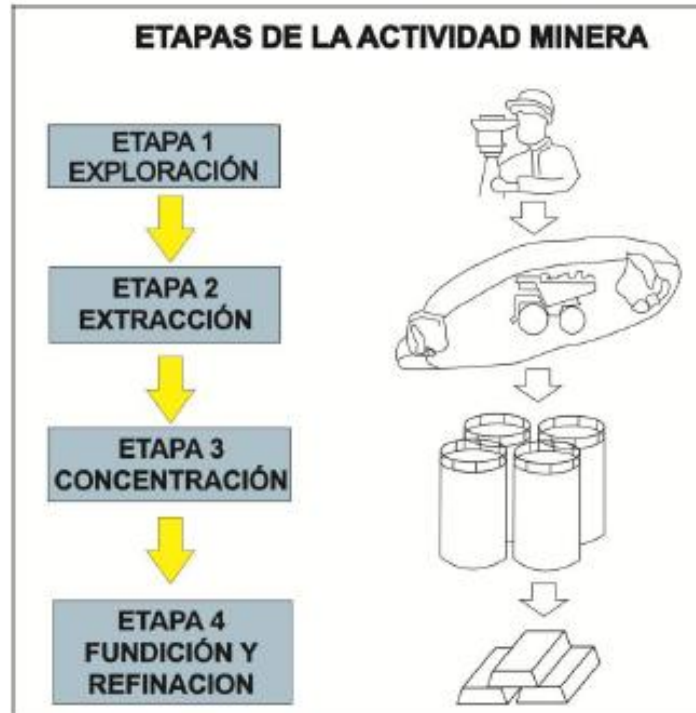 ETAPAS DE LA ACTIVIDAD MINERA
ETAPA 1
EXPLORACIÓN
ETAPA 2
EXTRACCIÓN
ETAPA 3
CONCENTRACIÓN
ETAPA 4
FUNDICIÓN Y
REFINACION